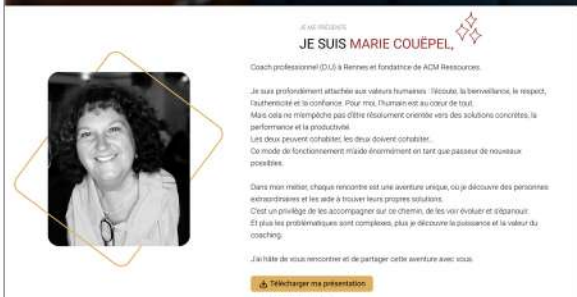 JE ME PRÉSENTE
JE SUIS MARIE COUËPEL,
Coach professionnel (D.U) à Rennes et fondatrice de ACM Ressources.
Je suis profondément attachée aux valeurs humaines : l'écoute, la bienveillance, le respect,
l'authenticité et la confiance. Pour moi, l'humain est au cœur de tout.
Mais cela ne m'empêche pas d'être résolument orientée vers des solutions concrètes, la
performance et la productivité.
Les deux peuvent cohabiter, les deux doivent cohabiter.
Ce mode de fonctionnement m'aide énormément en tant que passeur de nouveaux
possibles.
Dans mon métier, chaque rencontre est une aventure unique, où je découvre des personnes
extraordinaires et les aide à trouver leurs propres solutions.
C'est un privilège de les accompagner sur ce chemin, de les voir évoluer et s'épanouir.
Et plus les problématiques sont complexes, plus je découvre la puissance et la valeur du
coaching.
J'ai hâte de vous rencontrer et de partager cette aventure avec vous.
Télécharger ma présentation